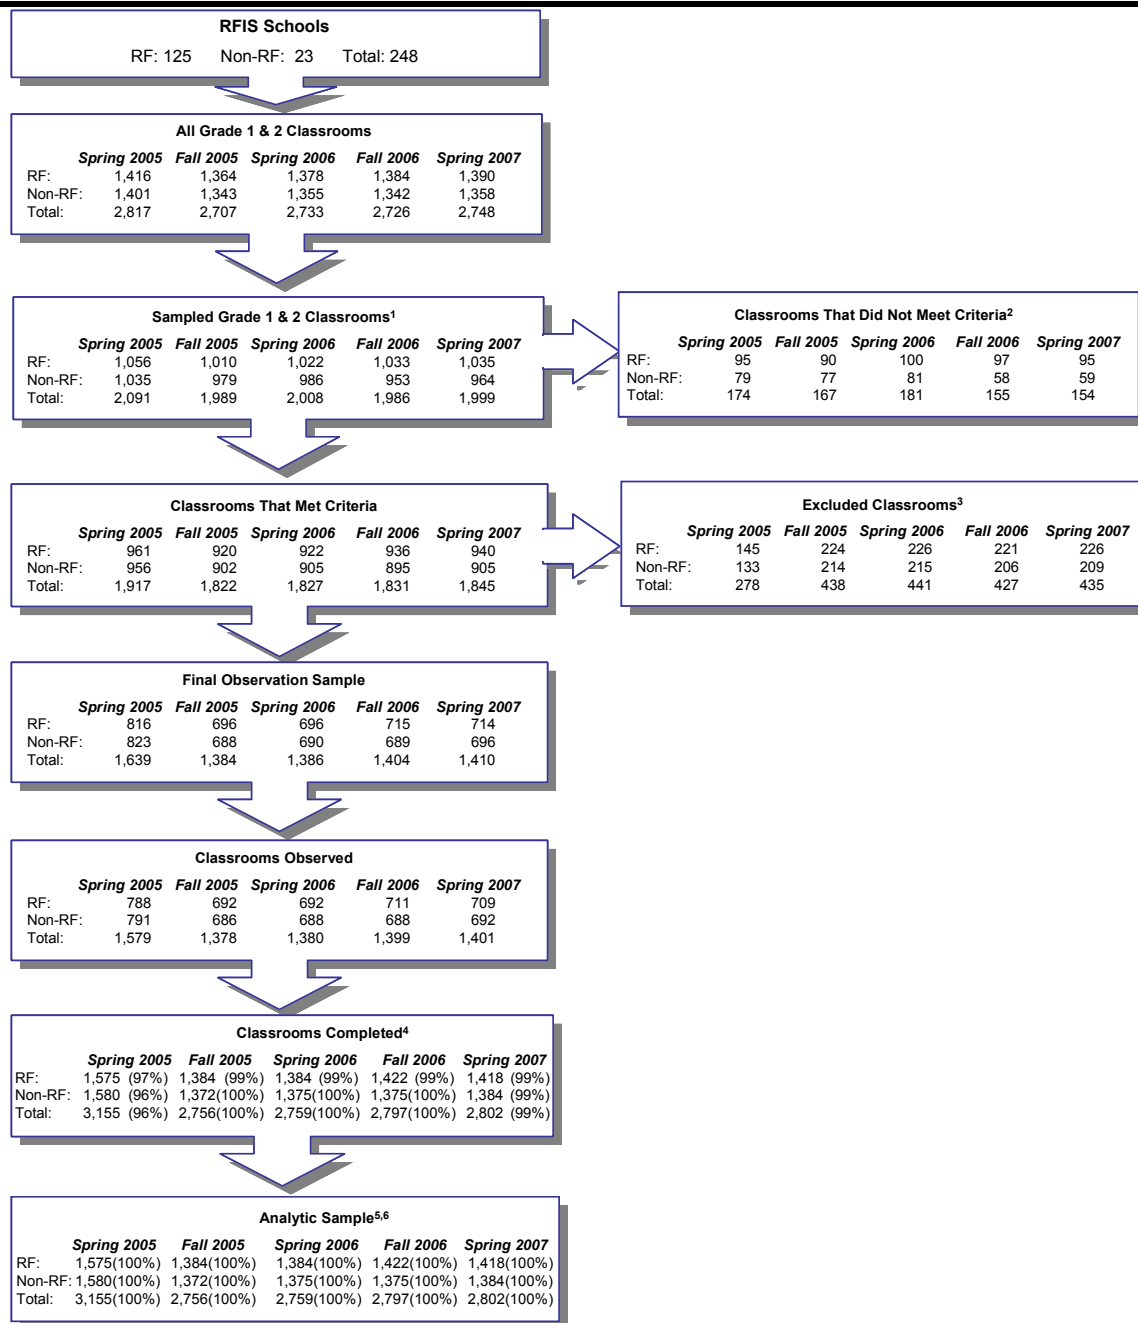 RFIS Schools
RF: 125 Non-RF: 23 Total: 248
All Grade 1 & 2 Classrooms
Spring 2005 Fall 2005 Spring 2006 Fall 2006 Spring 2007
RF: 1,416 1,364 1,378 1,384 1,390
Non-RF: 1,401 1,343 1,355 1,342 1,358
Total: 2,817 2,707 2,733 2,726 2,748
Sampled Grade 1 & 2 Classrooms1
Spring 2005 Fall 2005 Spring 2006 Fall 2006 Spring 2007
RF: 1,056 1,010 1,022 1,033 1,035
Non-RF: 1,035 979 986 953 964
Total: 2,091 1,989 2,008 1,986 1,999
Classrooms That Did Not Meet Criteria2
Spring 2005 Fall 2005 Spring 2006 Fall 2006 Spring 2007
RF: 95 90 100 97 95
Non-RF: 79 77 81 58 59
Total: 174 167 181 155 154
Classrooms That Met Criteria
Spring 2005 Fall 2005 Spring 2006 Fall 2006 Spring 2007
RF: 961 920 922 936 940
Non-RF: 956 902 905 895 905
Total: 1,917 1,822 1,827 1,831 1,845
Excluded Classrooms3
Spring 2005 Fall 2005 Spring 2006 Fall 2006 Spring 2007
RF: 145 224 226 221 226
Non-RF: 133 214 215 206 209
Total: 278 438 441 427 435
Final Observation Sample
Spring 2005 Fall 2005 Spring 2006 Fall 2006 Spring 2007
RF: 816 696 696 715 714
Non-RF: 823 688 690 689 696
Total: 1,639 1,384 1,386 1,404 1,410
Classrooms Observed
Spring 2005 Fall 2005 Spring 2006 Fall 2006 Spring 2007
RF: 788 692 692 711 709
Non-RF: 791 686 688 688 692
Total: 1,579 1,378 1,380 1,399 1,401
Classrooms Completed4
Spring 2005 Fall 2005 Spring 2006 Fall 2006 Spring 2007
RF: 1,575 (97%) 1,384 (99%) 1,384 (99%) 1,422 (99%) 1,418 (99%)
Non-RF: 1,580 (96%) 1,372(100%) 1,375(100%) 1,375(100%) 1,384 (99%)
Total: 3,155 (96%) 2,756(100%) 2,759(100%) 2,797(100%) 2,802 (99%)
Analytic Sample5,6
Spring 2005 Fall 2005 Spring 2006 Fall 2006 Spring 2007
RF: 1,575(100%) 1,384(100%) 1,384(100%) 1,422(100%) 1,418(100%)
Non-RF: 1,580(100%) 1,372(100%) 1,375(100%) 1,375(100%) 1,384(100%)
Total: 3,155(100%) 2,756(100%) 2,759(100%) 2,797(100%) 2,802(100%)